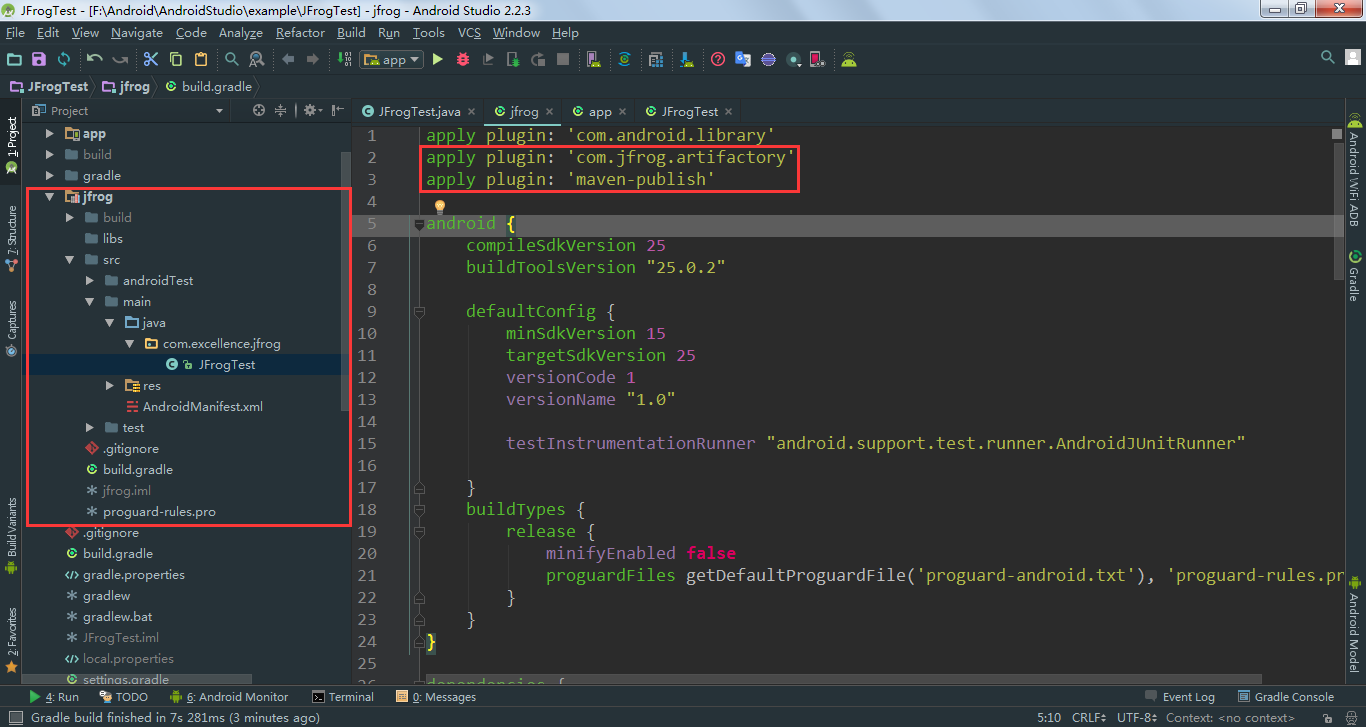 JFrogTest - [F:\Android\AndroidStudio\example\JFrogTest] - jfrog - Android Studio 2.2.3
File Edit View Navigate Code Analyze Refactor Build Run Tools VCS Window Help
app
JFrogTest jfrog build.gradle
Project
1: Project
7: Structure
Captures
Build Variants
2: Favorites
app
build
gradle
jfrog
build
libs
src
androidTest
main
java
com.excellence.jfrog
JFrogTest
res
AndroidManifest.xml
test
.gitignore
build.gradle
jfrog.iml
proguard-rules.pro
.gitignore
build.gradle
gradle.properties
gradlew
gradlew.bat
JFrogTest.iml
local.properties
settings.gradle
JFrogTest.java jfrog app JFrogTest
1 apply plugin: 'com.android.library'
2 apply plugin: 'com.jfrog.artifactory'
3 apply plugin: 'maven-publish'
4
5 android {
6 compileSdkVersion 25
7 buildToolsVersion "25.0.2"
8
9 defaultConfig {
10 minSdkVersion 15
11 targetSdkVersion 25
12 versionCode 1
13 versionName "1.0"
14
15 testInstrumentationRunner "android.support.test.runner.AndroidJUnitRunner"
16
17 }
18 buildTypes {
19 release {
20 minifyEnabled false
21 proguardFiles getDefaultProguardFile('proguard-android.txt'), 'proguard-rules.pr
22 }
23 }
24 }
25
26 dependencies {
Android WiFi ADB
Gradle
Android Model
4: Run TODO 6: Android Monitor Terminal 0: Messages Event Log Gradle Console
Gradle build finished in 7s 281ms (3 minutes ago) 5:10 CRLF UTF-8 Context: <no context>